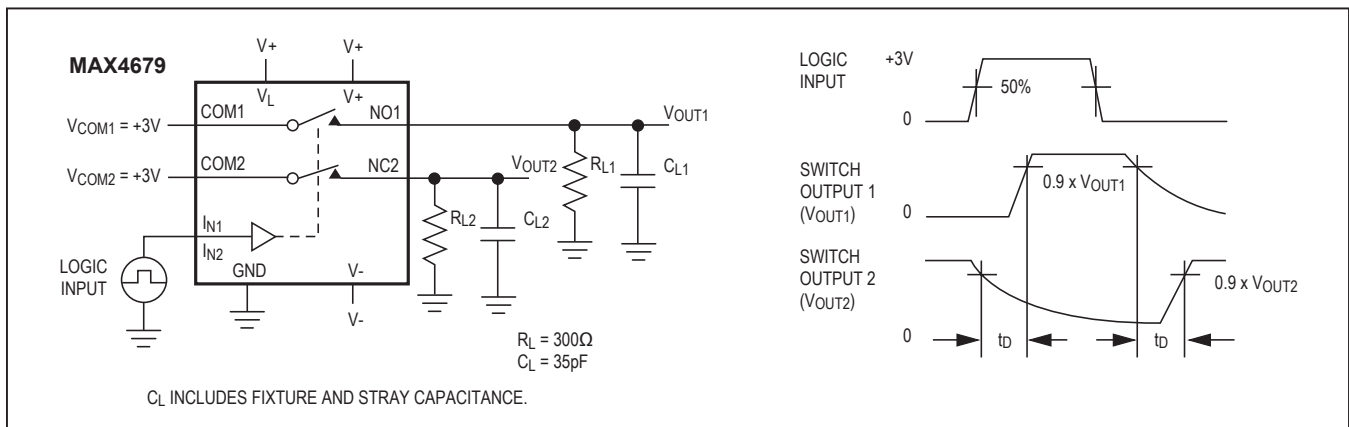 MAX4679
V+ V+
VL V+
VCOM1 = +3V COM1 NO1 VOUT1
VCOM2 = +3V COM2 NC2 VOUT2
RL1 CL1
RL2 CL2
IN1
IN2
LOGIC
INPUT
GND V-
V-
RL = 300Ω
CL = 35pF
CL INCLUDES FIXTURE AND STRAY CAPACITANCE.
LOGIC
INPUT
+3V
50%
0
SWITCH
OUTPUT 1
(VOUT1)
0.9 x VOUT1
0
SWITCH
OUTPUT 2
(VOUT2)
0.9 x VOUT2
0
tD tD